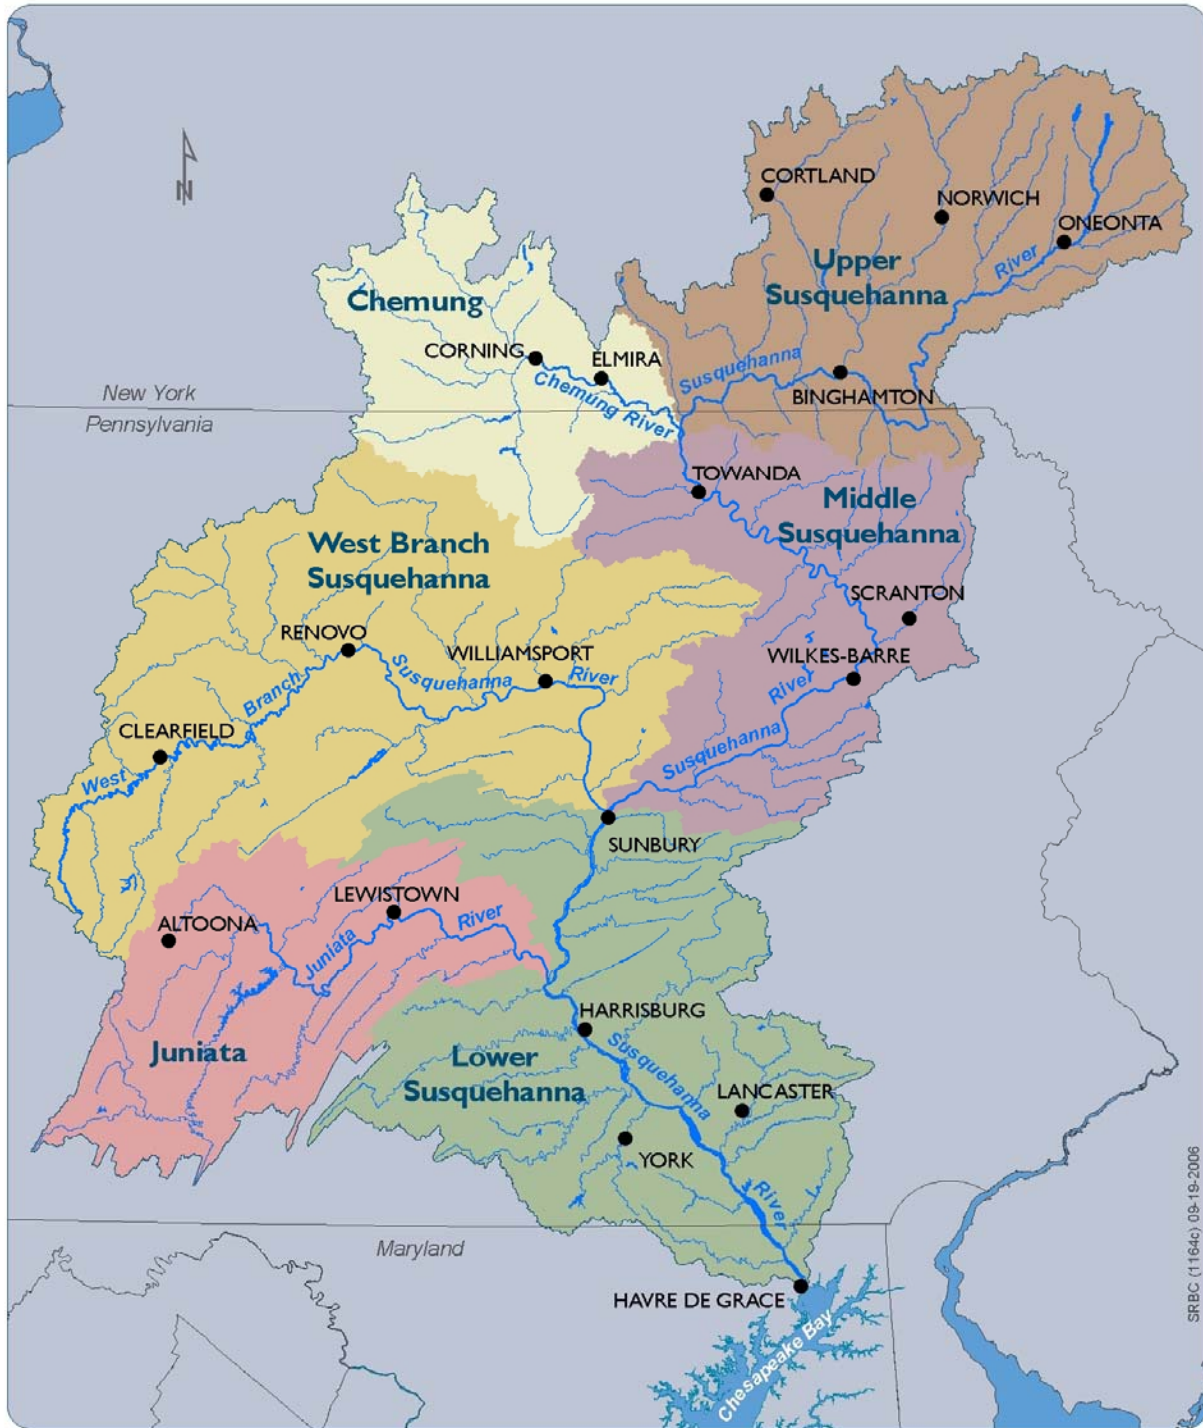 CORTLAND
NORWICH
ONEONTA
Upper
Susquehanna
River
Chemung
CORNING
ELMIRA
Susquehanna
Chemung River
BINGHAMTON
New York
Pennsylvania
TOWANDA
Middle
Susquehanna
West Branch
Susquehanna
SCRANTON
RENOVO
WILLIAMSPORT
WILKES-BARRE
Susquehanna
River
River
Branch
Susquehanna
CLEARFIELD
West
SUNBURY
LEWISTOWN
ALTOONA
River
Juniata
HARRISBURG
Juniata
Lower
Susquehanna
Susquehanna
LANCASTER
YORK
River
Maryland
HAVRE DE GRACE
Chesapeake Bay
SRBC (1164c) 09-19-2006
N